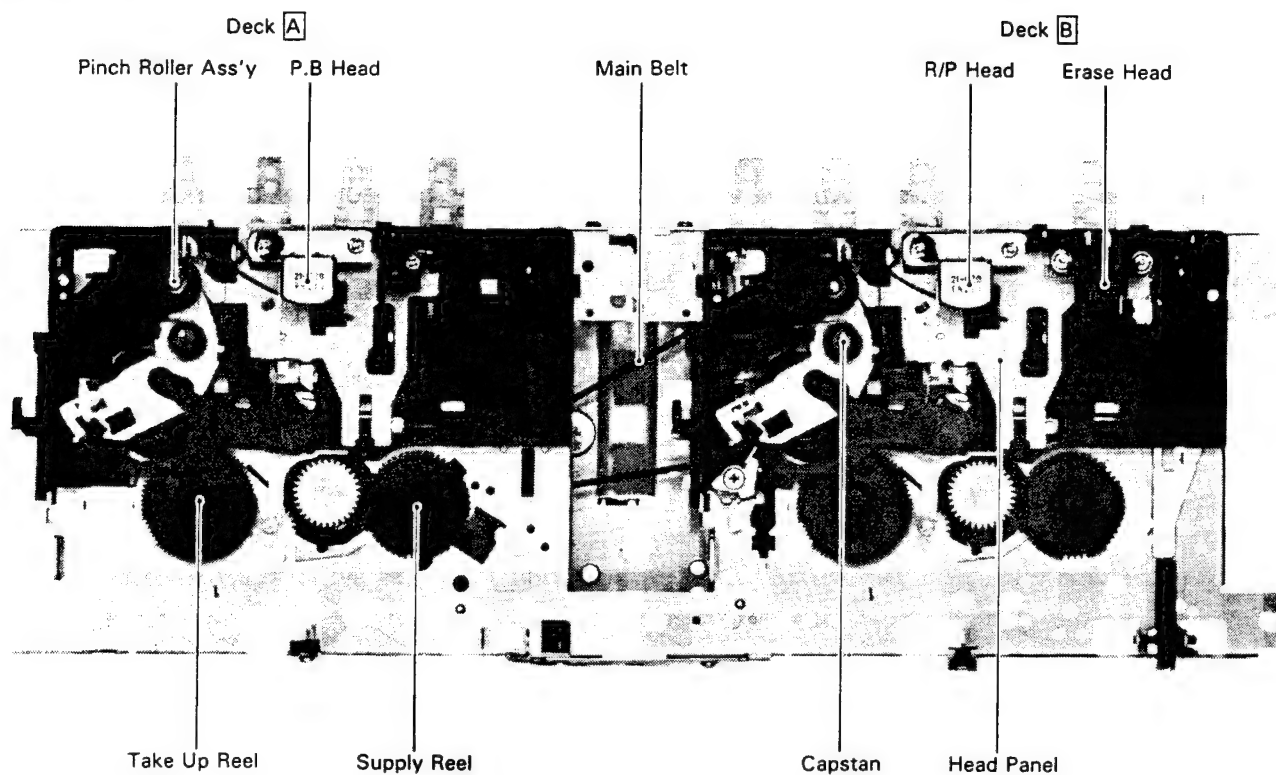 Deck A
Deck B
Pinch Roller Ass'y
P.B Head
Main Belt
R/P Head
Erase Head
Take Up Reel
Supply Reel
Capstan
Head Panel